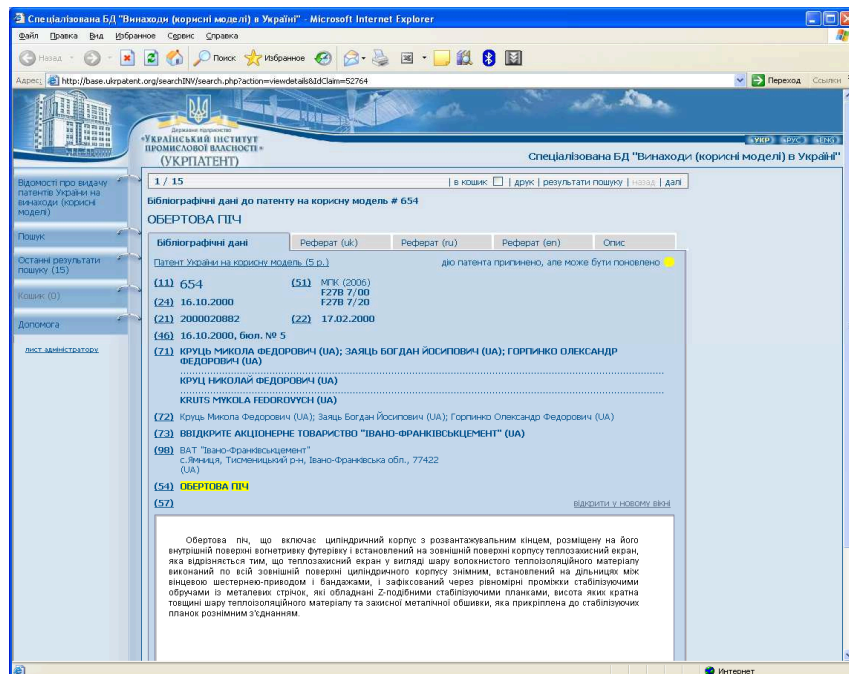 Спеціалізована БД "Винаходи (корисні моделі) в Україні" - Microsoft Internet Explorer
Файл Правка Вид Избранное Сервис Справка
Назад Поиск Избранное
Адрес: http://base.ukrpatent.org/searchINV/search.php?action=viewdetails&IdClaim=52764 Переход Ссылки
Державне підприємство
"УКРАЇНСЬКИЙ ІНСТИТУТ
ПРОМИСЛОВОЇ ВЛАСНОСТІ"
(УКРПАТЕНТ)
УКР РУС ENG
Спеціалізована БД "Винаходи (корисні моделі) в Україні"
Відомості про видачу
патентів України на
винаходи (корисні
моделі)
Пошук
Останні результати
пошуку (15)
Кошик (0)
Допомога
лист адміністратору
1 / 15 | в кошик | друк | результати пошуку | назад | далі
Бібліографічні дані до патенту на корисну модель # 654
ОБЕРТОВА ПІЧ
Бібліографічні дані Реферат (uk) Реферат (ru) Реферат (en) Опис
Патент України на корисну модель (5 р.) дію патента припинено, але може бути поновлено
(11) 654 (51) МПК (2006)
F27B 7/00
(24) 16.10.2000 F27B 7/20
(21) 2000020882 (22) 17.02.2000
(46) 16.10.2000, бюл. № 5
(71) КРУЦЬ МИКОЛА ФЕДОРОВИЧ (UA); ЗАЯЦЬ БОГДАН ЙОСИПОВИЧ (UA); ГОРПИНКО ОЛЕКСАНДР
ФЕДОРОВИЧ (UA)
КРУЦ НИКОЛАЙ ФЕДОРОВИЧ (UA)
KRUTS MYKOLA FEDOROVYCH (UA)
(72) Круць Микола Федорович (UA); Заяць Богдан Йосипович (UA); Горпинко Олександр Федорович (UA)
(73) ВВІДКРИТЕ АКЦІОНЕРНЕ ТОВАРИСТВО "ІВАНО-ФРАНКІВСЬКЦЕМЕНТ" (UA)
(98) ВАТ "Івано-Франківськцемент"
с.Ямниця, Тисменицький р-н, Івано-Франківська обл., 77422
(UA)
(54) ОБЕРТОВА ПІЧ
(57) відкрити у новому вікні
Обертова піч, що включає циліндричний корпус з розвантажувальним кінцем, розміщену на його
внутрішній поверхні вогнетривку футерівку і встановлений на зовнішній поверхні корпусу теплозахисний екран,
яка відрізняється тим, що теплозахисний екран у вигляді шару волокнистого теплоізоляційного матеріалу
виконаний по всій зовнішній поверхні циліндричного корпусу знімним, встановлений на дільницях між
вінцевою шестернею-приводом і бандажами, і зафіксований через рівномірні проміжки стабілізуючими
обручами із металевих стрічок, які обладнані Z-подібними стабілізуючими планками, висота яких кратна
товщині шару теплоізоляційного матеріалу та захисної металічної обшивки, яка прикріплена до стабілізуючих
планок рознімним з'єднанням.
Интернет